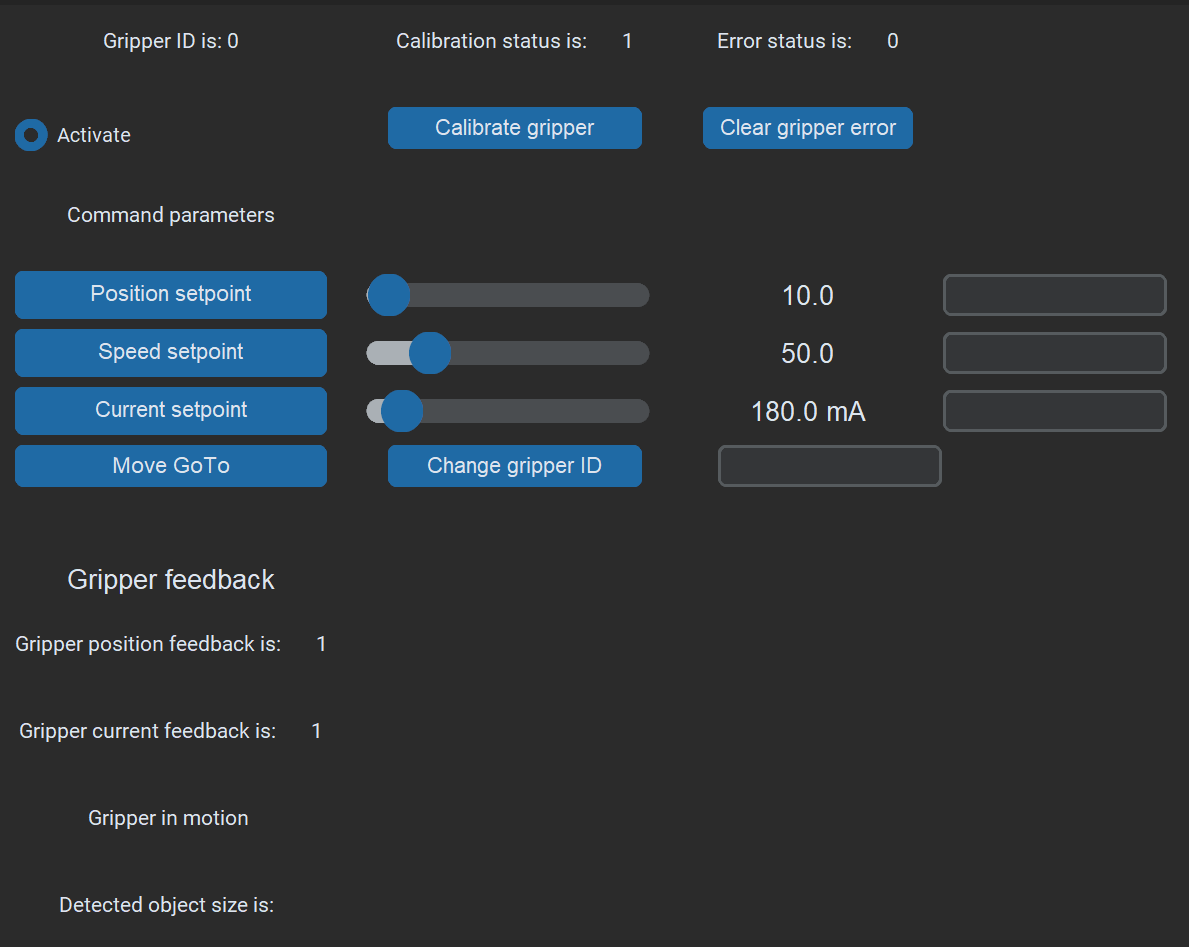 Gripper ID is: 0 Calibration status is: 1 Error status is: 0
Activate Calibrate gripper Clear gripper error
Command parameters
Position setpoint 10.0
Speed setpoint 50.0
Current setpoint 180.0 mA
Move GoTo Change gripper ID
Gripper feedback
Gripper position feedback is: 1
Gripper current feedback is: 1
Gripper in motion
Detected object size is: